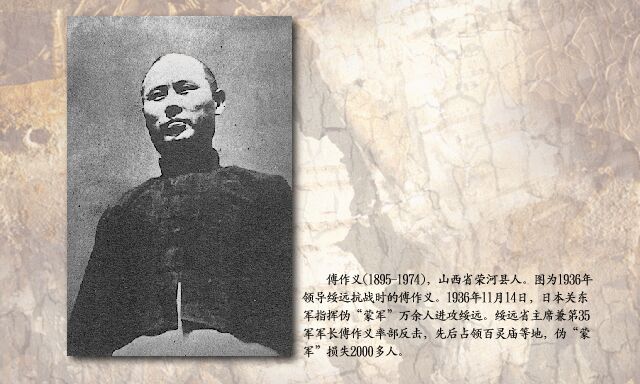 傅作义(1895-1974)，山西省荣河县人。图为1936年
领导绥远抗战时的傅作义。1936年11月14日，日本关东
军指挥伪“蒙军”万余人进攻绥远。绥远省主席兼第35
军军长傅作义率部反击，先后占领百灵庙等地，伪“蒙
军”损失2000多人。